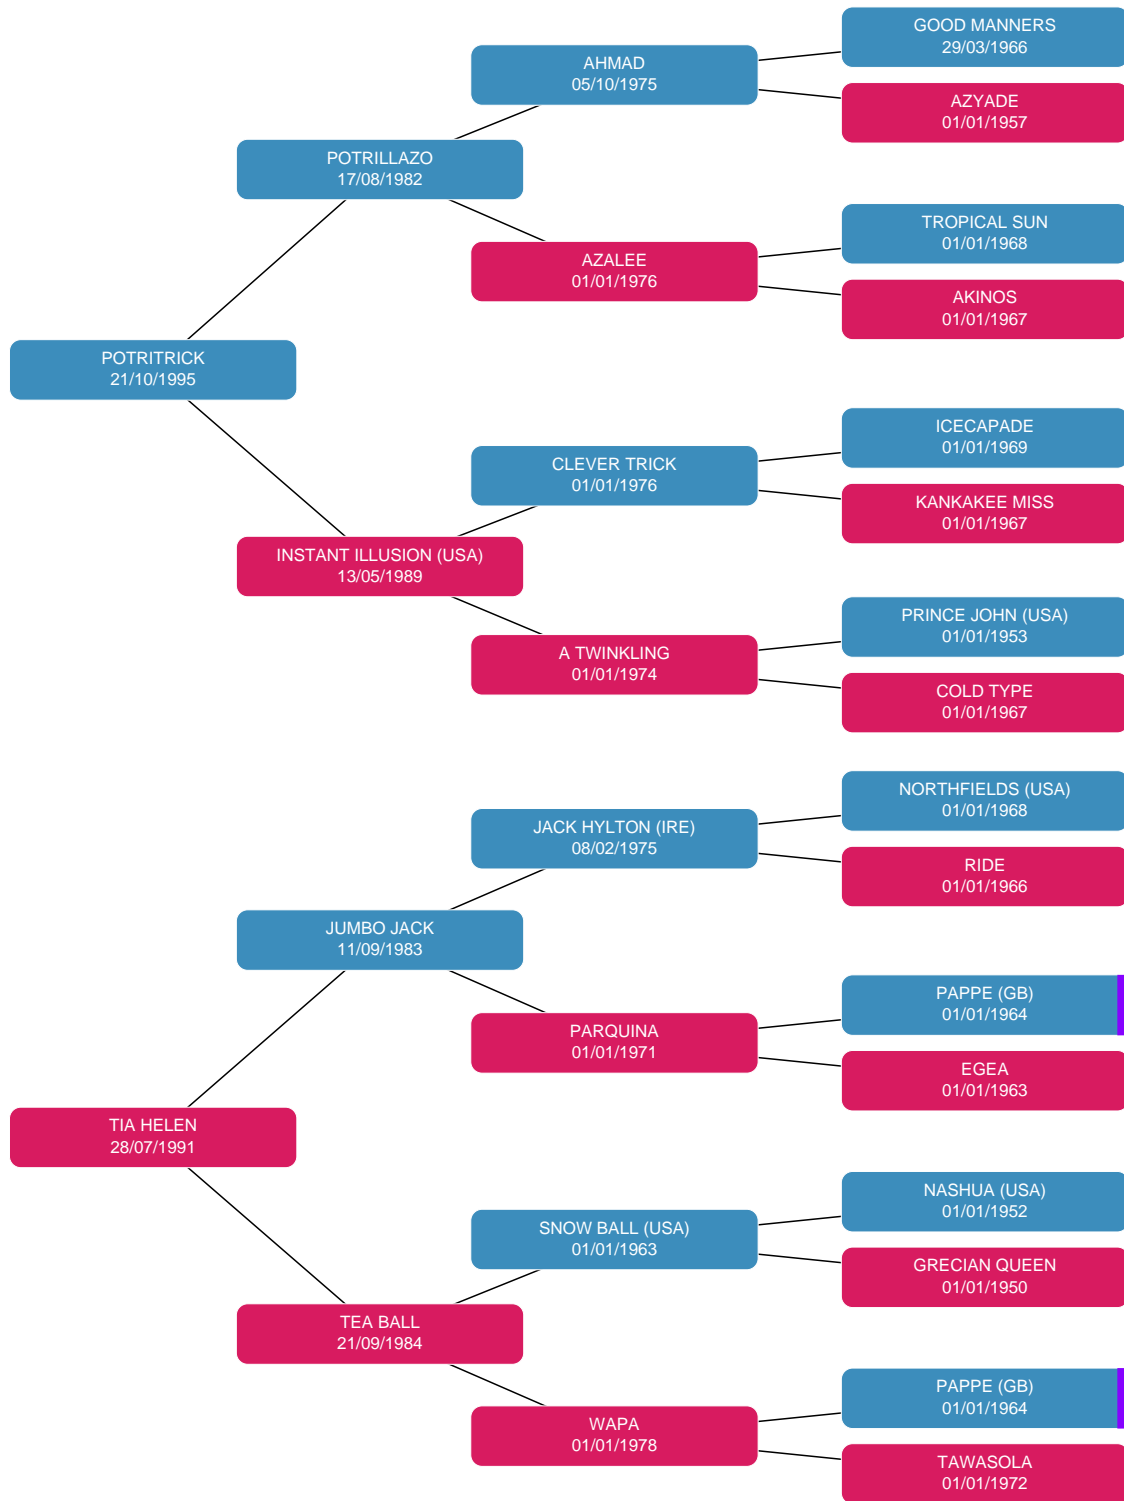 GOOD MANNERS
29/03/1966
AHMAD
05/10/1975
AZYADE
01/01/1957
POTRILLAZO
17/08/1982
TROPICAL SUN
01/01/1968
AZALEE
01/01/1976
AKINOS
01/01/1967
POTRITRICK
21/10/1995
ICECAPADE
01/01/1969
CLEVER TRICK
01/01/1976
KANKAKEE MISS
01/01/1967
INSTANT ILLUSION (USA)
13/05/1989
PRINCE JOHN (USA)
01/01/1953
A TWINKLING
01/01/1974
COLD TYPE
01/01/1967
NORTHFIELDS (USA)
01/01/1968
JACK HYLTON (IRE)
08/02/1975
RIDE
01/01/1966
JUMBO JACK
11/09/1983
PAPPE (GB)
01/01/1964
PARQUINA
01/01/1971
EGEA
01/01/1963
TIA HELEN
28/07/1991
NASHUA (USA)
01/01/1952
SNOW BALL (USA)
01/01/1963
GRECIAN QUEEN
01/01/1950
TEA BALL
21/09/1984
PAPPE (GB)
01/01/1964
WAPA
01/01/1978
TAWASOLA
01/01/1972